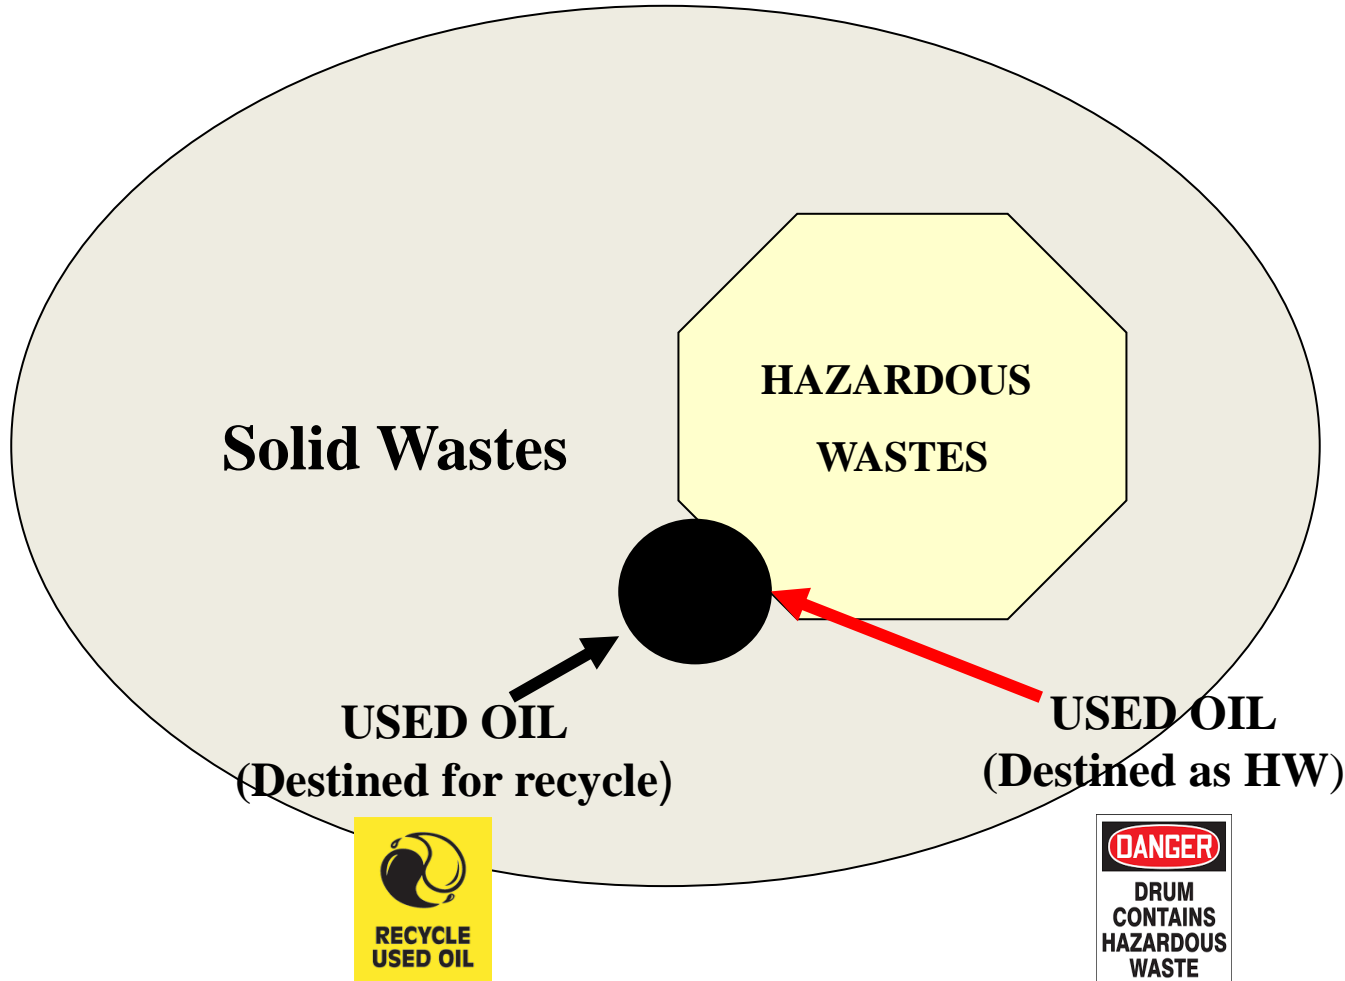 HAZARDOUS
WASTES
Solid Wastes
USED OIL
(Destined for recycle)
USED OIL
(Destined as HW)
RECYCLE
USED OIL
DANGER
DRUM
CONTAINS
HAZARDOUS
WASTE